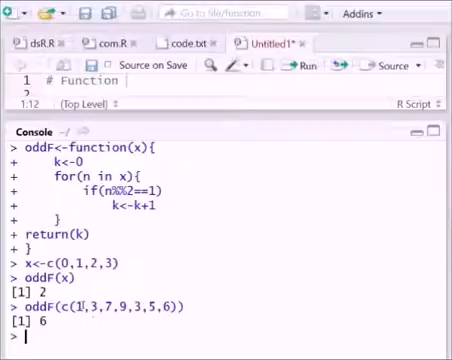 Go to file/function
Addins
dsR.R
com.R
code.txt
Untitled1*
Source on Save
Run
Source
1 # Function
2
1:12
(Top Level)
R Script
Console ~/
> oddF<-function(x){
+ k<-0
+ for(n in x){
+ if(n%%2==1)
+ k<-k+1
+ }
+ return(k)
+ }
> x<-c(0,1,2,3)
> oddF(x)
[1] 2
> oddF(c(1,3,7,9,3,5,6))
[1] 6
>